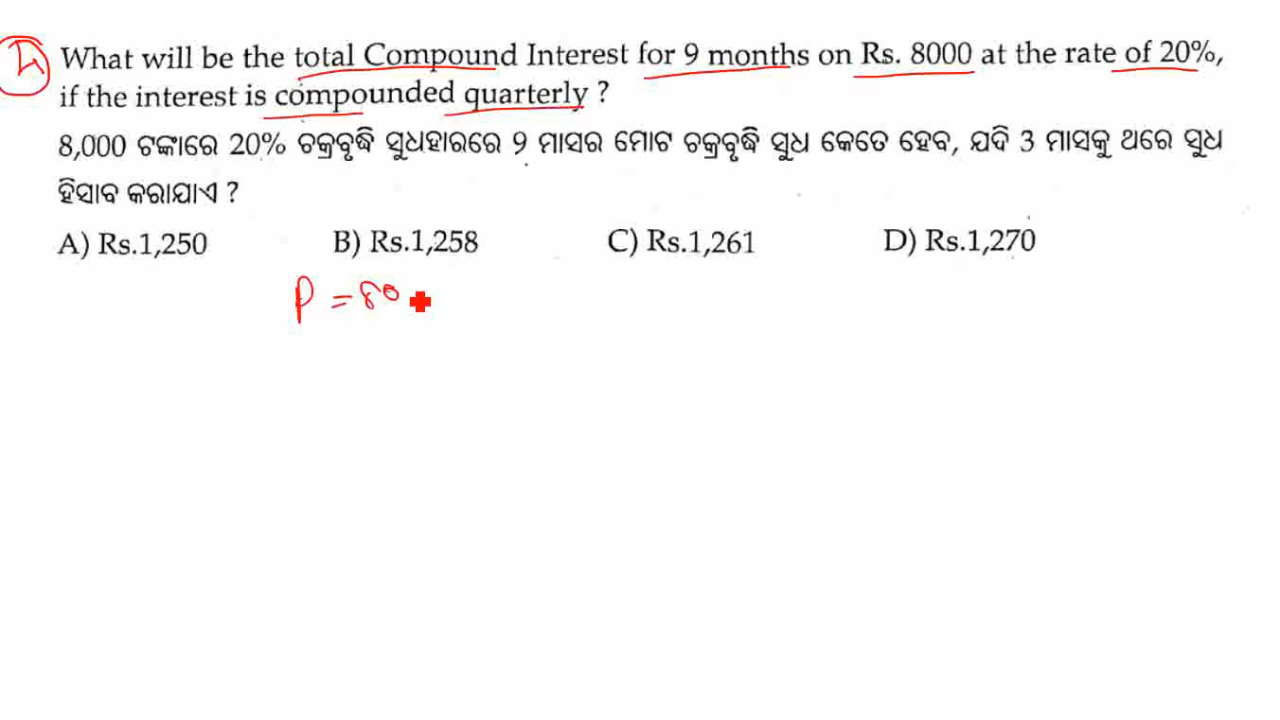 What will be the total Compound Interest for 9 months on Rs. 8000 at the rate of 20%,
if the interest is compounded quarterly ?
8,000 ଟଙ୍କାରେ 20% ଚକ୍ରବୃଦ୍ଧି ସୁଧହାରରେ 9 ମାସର ମୋଟ ଚକ୍ରବୃଦ୍ଧି ସୁଧ କେତେ ହେବ, ଯଦି 3 ମାସକୁ ଥରେ ସୁଧ
ହିସାବ କରାଯାଏ ?
A) Rs.1,250 B) Rs.1,258 C) Rs.1,261 D) Rs.1,270
P = 80